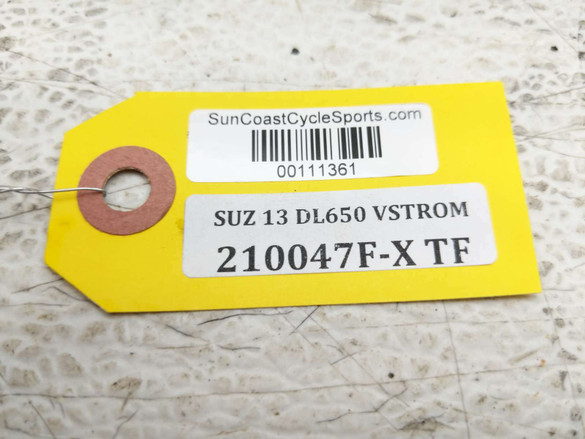 SunCoastCycleSports.com
00111361
SUZ 13 DL650 VSTROM
210047F-X TF